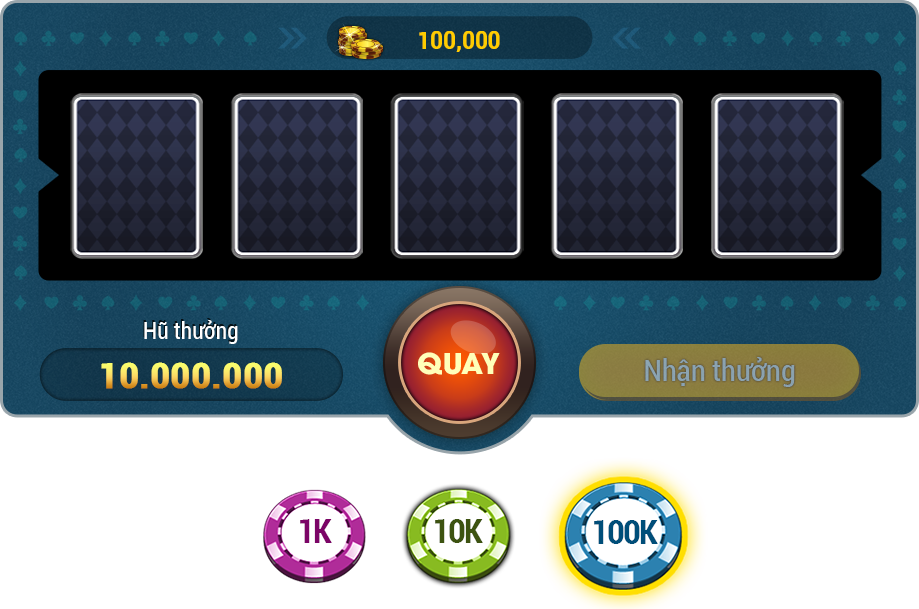 100,000
Hũ thưởng
10.000.000
QUAY
Nhận thưởng
1K
10K
100K